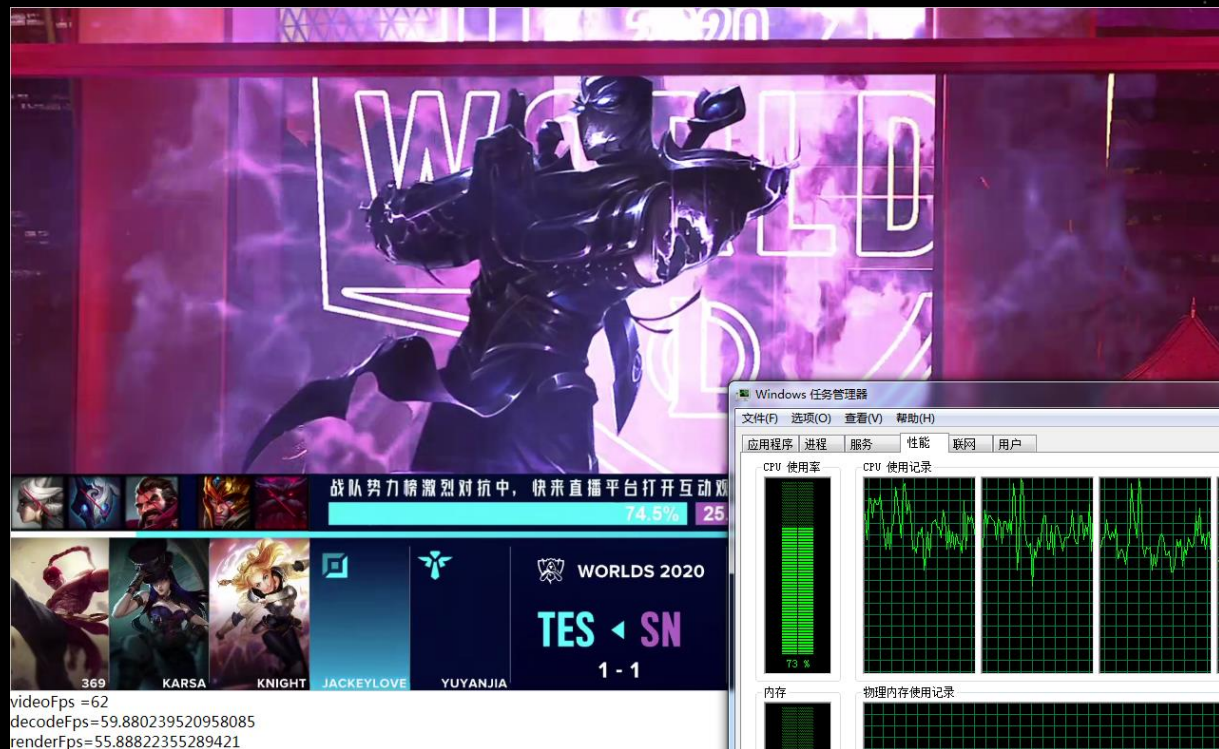 2020
WORLD
战队势力榜激烈对抗中，快来直播平台打开互动观
74.5%
25.
369
KARSA
KNIGHT
JACKEYLOVE
YUYANJIA
WORLDS 2020
TES ◂ SN
1 - 1
videoFps =62
decodeFps=59.880239520958085
renderFps=55.88822355289421
Windows 任务管理器
文件(F) 选项(O) 查看(V) 帮助(H)
应用程序 进程 服务 性能 联网 用户
CPU 使用率
CPU 使用记录
73 %
内存
物理内存使用记录